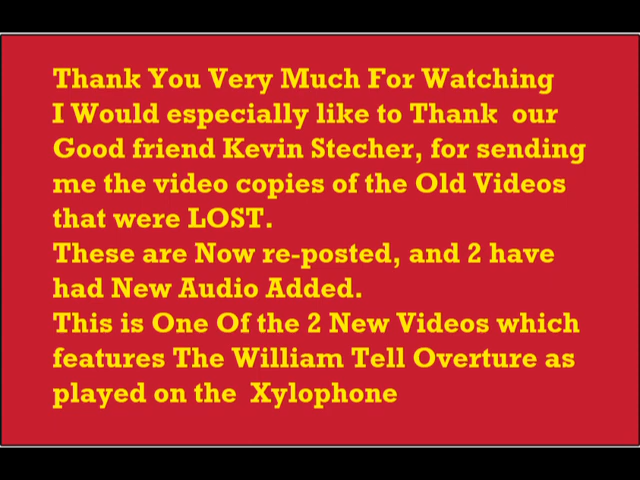 Thank You Very Much For Watching
I Would especially like to Thank  our
Good friend Kevin Stecher, for sending
me the video copies of the Old Videos
that were LOST.
These are Now re-posted, and 2 have
had New Audio Added.
This is One Of the 2 New Videos which
features The William Tell Overture as
played on the  Xylophone